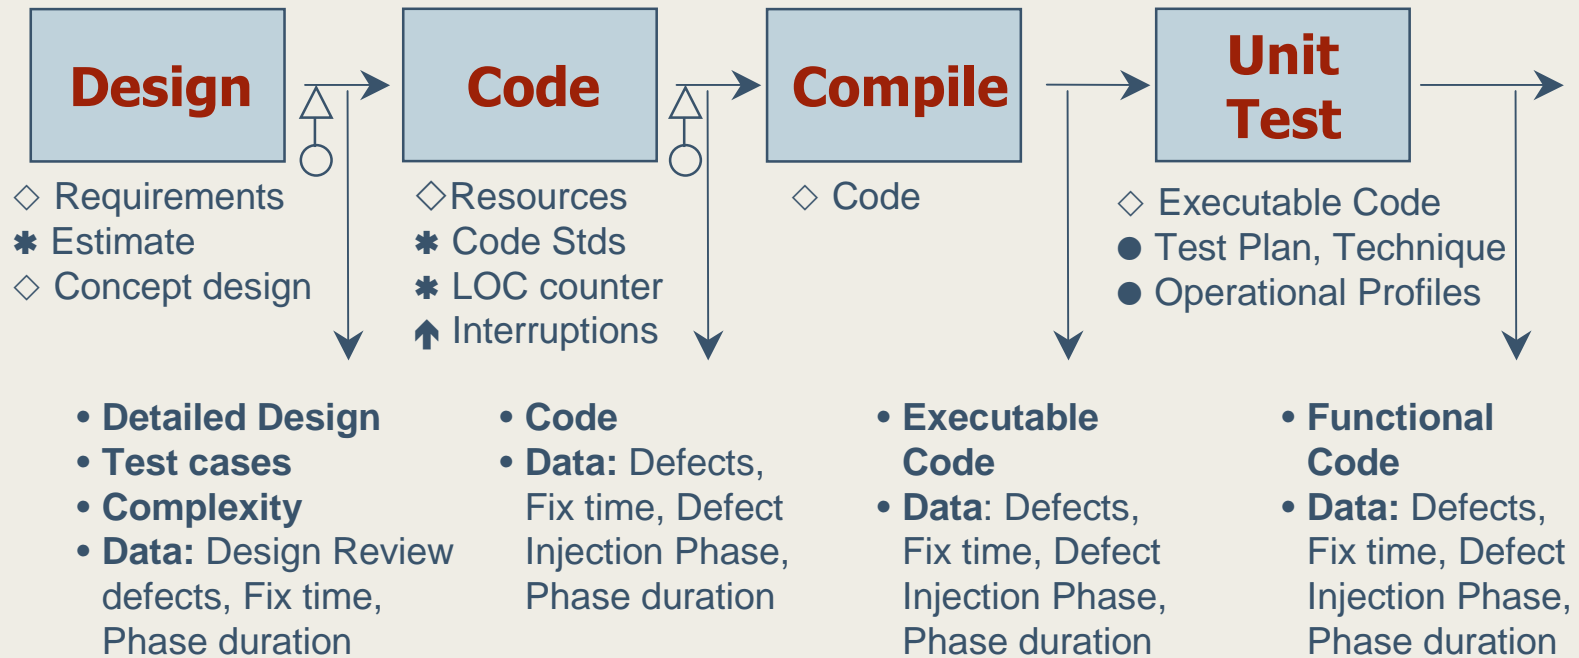 Design
Code
Compile
Unit
Test
◇ Requirements
✱ Estimate
◇ Concept design
◇Resources
✱ Code Stds
✱ LOC counter
↑ Interruptions
◇ Code
◇ Executable Code
● Test Plan, Technique
● Operational Profiles
• Detailed Design
• Test cases
• Complexity
• Data: Design Review
defects, Fix time,
Phase duration
• Code
• Data: Defects,
Fix time, Defect
Injection Phase,
Phase duration
• Executable
Code
• Data: Defects,
Fix time, Defect
Injection Phase,
Phase duration
• Functional
Code
• Data: Defects,
Fix time, Defect
Injection Phase,
Phase duration